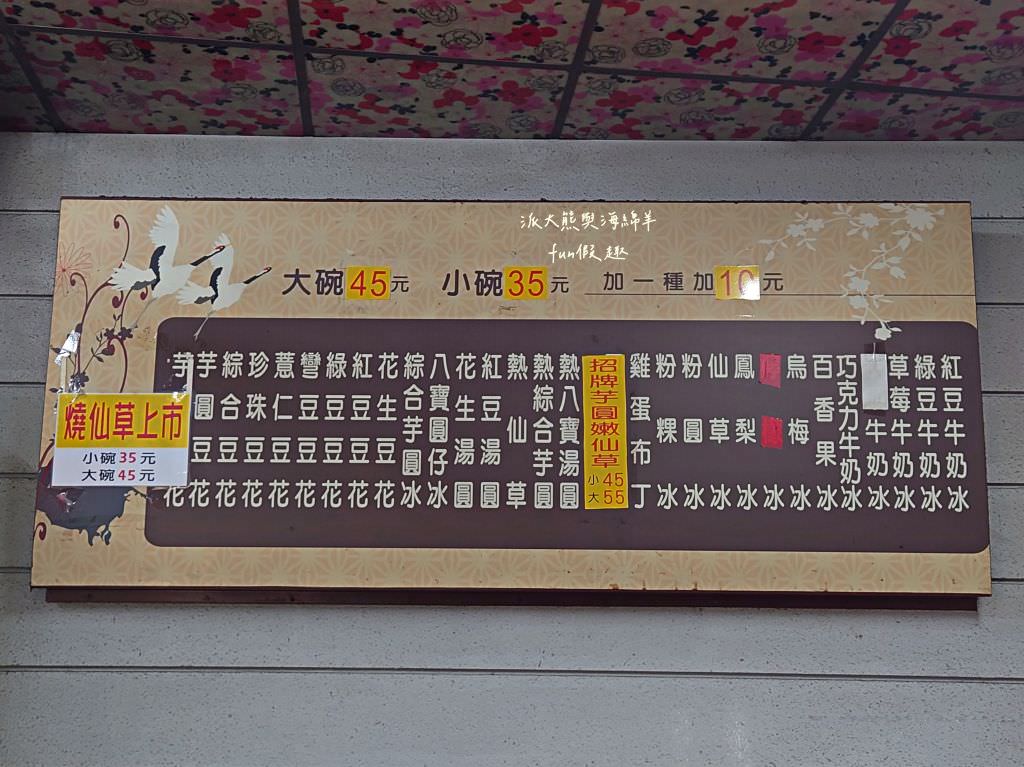 派大熊與海綿羊
fun假趣
大碗45元 小碗35元 加一種加10元
紅豆牛奶冰
綠豆牛奶冰
草莓牛奶冰
牛奶冰
巧克力牛奶冰
百香果冰
烏梅冰
冰
鳳梨冰
仙草冰
粉圓冰
粉粿冰
雞蛋布丁
招牌芋圓嫩仙草
小45
大55
熱八寶湯圓
熱綜合芋圓
熱仙草
紅豆湯圓
花生湯圓
八寶圓仔冰
綜合芋圓冰
花生豆花
紅豆豆花
綠豆豆花
彎豆豆花
薏仁豆花
珍珠豆花
綜合豆花
芋圓豆花
芋花
燒仙草上市
小碗35元
大碗45元